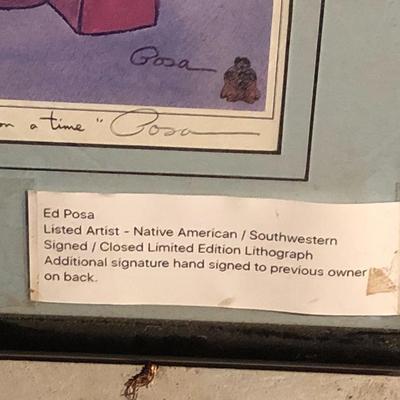 Posa
on a time" Posa
Ed Posa
Listed Artist - Native American / Southwestern
Signed / Closed Limited Edition Lithograph
Additional signature hand signed to previous owner
on back.